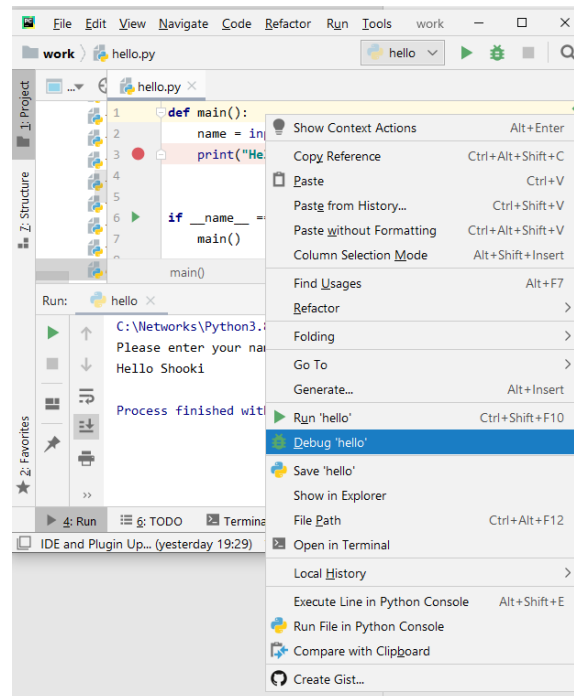 File Edit View Navigate Code Refactor Run Tools work
work hello.py hello
1: Project
Z: Structure
2: Favorites
... hello.py
1 def main():
2 name = in
3 print("He
4
5
6 if __name__ ==
7 main()
main()
Run: hello
C:\Networks\Python3.
Please enter your na
Hello Shooki
Process finished wit
4: Run 6: TODO Termina
IDE and Plugin Up... (yesterday 19:29)
Show Context Actions Alt+Enter
Copy Reference Ctrl+Alt+Shift+C
Paste Ctrl+V
Paste from History... Ctrl+Shift+V
Paste without Formatting Ctrl+Alt+Shift+V
Column Selection Mode Alt+Shift+Insert
Find Usages Alt+F7
Refactor
Folding
Go To
Generate... Alt+Insert
Run 'hello' Ctrl+Shift+F10
Debug 'hello'
Save 'hello'
Show in Explorer
File Path Ctrl+Alt+F12
Open in Terminal
Local History
Execute Line in Python Console Alt+Shift+E
Run File in Python Console
Compare with Clipboard
Create Gist...